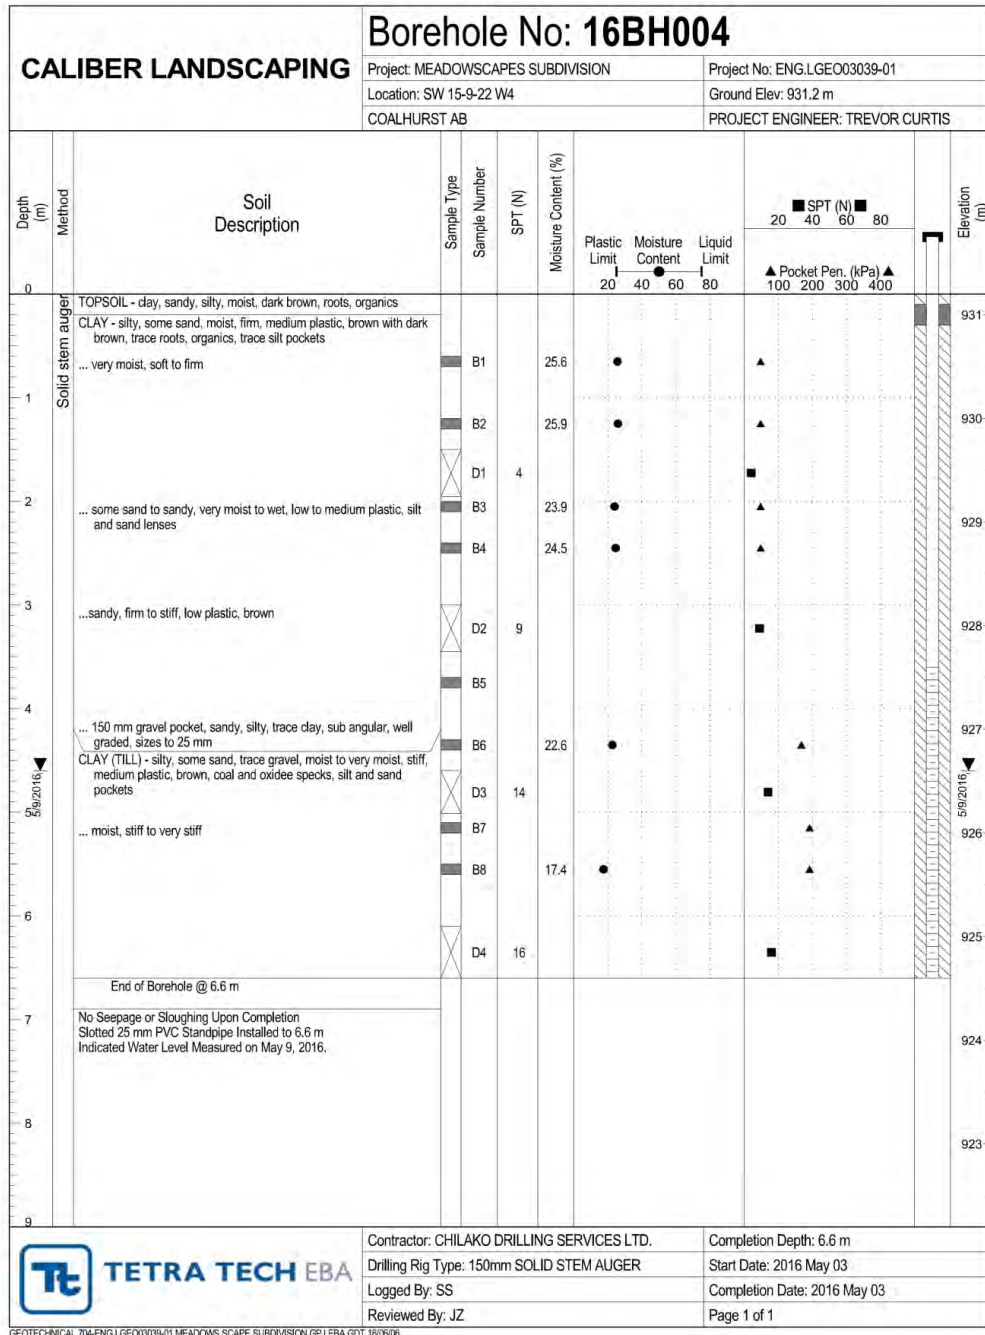 CALIBER LANDSCAPING
Borehole No: 16BH004
Project: MEADOWSCAPES SUBDIVISION
Project No: ENG.LGEO03039-01
Location: SW 15-9-22 W4
Ground Elev: 931.2 m
COALHURST AB
PROJECT ENGINEER: TREVOR CURTIS
Depth
(m)
Method
Soil
Description
Sample Type
Sample Number
SPT (N)
Moisture Content (%)
Plastic Moisture Liquid
Limit Content Limit
20 40 60 80
■ SPT (N) ■
20 40 60 80
▲ Pocket Pen. (kPa) ▲
100 200 300 400
Elevation
(m)
0
Solid stem auger
TOPSOIL - clay, sandy, silty, moist, dark brown, roots, organics
931
CLAY - silty, some sand, moist, firm, medium plastic, brown with dark
brown, trace roots, organics, trace silt pockets
... very moist, soft to firm
B1 25.6
1
930
B2 25.9
D1 4
2
... some sand to sandy, very moist to wet, low to medium plastic, silt
and sand lenses
B3 23.9
929
B4 24.5
3
...sandy, firm to stiff, low plastic, brown
D2 9
928
B5
4
... 150 mm gravel pocket, sandy, silty, trace clay, sub angular, well
graded, sizes to 25 mm
927
B6 22.6
CLAY (TILL) - silty, some sand, trace gravel, moist to very moist, stiff,
medium plastic, brown, coal and oxidee specks, silt and sand
pockets
5/9/2016
D3 14
5/9/2016
5
... moist, stiff to very stiff
B7
926
B8 17.4
6
925
D4 16
End of Borehole @ 6.6 m
7
No Seepage or Sloughing Upon Completion
Slotted 25 mm PVC Standpipe Installed to 6.6 m
Indicated Water Level Measured on May 9, 2016.
924
8
923
9
Tt TETRA TECH EBA
Contractor: CHILAKO DRILLING SERVICES LTD.
Completion Depth: 6.6 m
Drilling Rig Type: 150mm SOLID STEM AUGER
Start Date: 2016 May 03
Logged By: SS
Completion Date: 2016 May 03
Reviewed By: JZ
Page 1 of 1
GEOTECHNICAL 704-ENG.LGEO03039-01 MEADOWS SCAPE SUBDIVISION.GPJ EBA.GDT 16/06/06